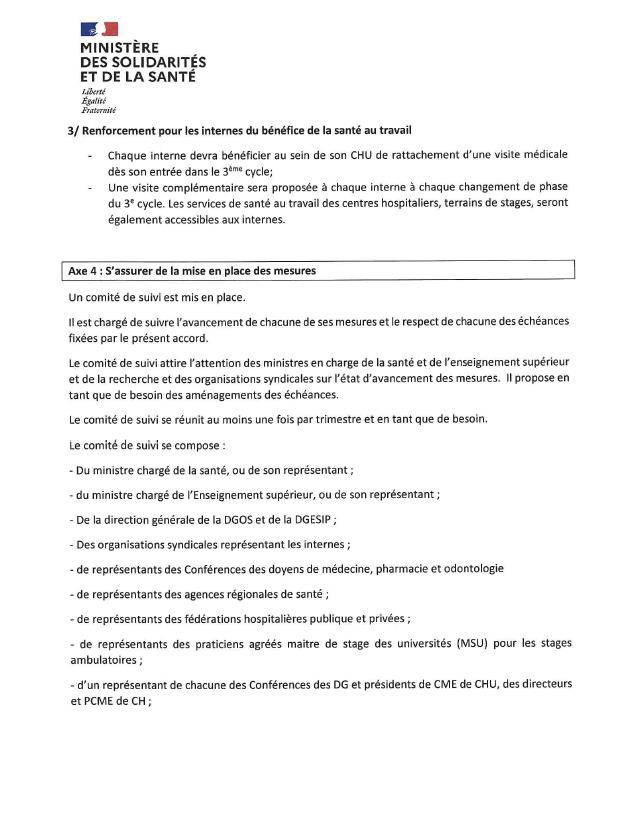 MINISTÈRE
DES SOLIDARITÉS
ET DE LA SANTÉ
Liberté
Égalité
Fraternité
3/ Renforcement pour les internes du bénéfice de la santé au travail
- Chaque interne devra bénéficier au sein de son CHU de rattachement d'une visite médicale
dès son entrée dans le 3ème cycle;
- Une visite complémentaire sera proposée à chaque interne à chaque changement de phase
du 3e cycle. Les services de santé au travail des centres hospitaliers, terrains de stages, seront
également accessibles aux internes.
Axe 4 : S'assurer de la mise en place des mesures
Un comité de suivi est mis en place.
Il est chargé de suivre l'avancement de chacune de ses mesures et le respect de chacune des échéances
fixées par le présent accord.
Le comité de suivi attire l'attention des ministres en charge de la santé et de l'enseignement supérieur
et de la recherche et des organisations syndicales sur l'état d'avancement des mesures. Il propose en
tant que de besoin des aménagements des échéances.
Le comité de suivi se réunit au moins une fois par trimestre et en tant que de besoin.
Le comité de suivi se compose :
- Du ministre chargé de la santé, ou de son représentant ;
- du ministre chargé de l'Enseignement supérieur, ou de son représentant ;
- De la direction générale de la DGOS et de la DGESIP ;
- Des organisations syndicales représentant les internes ;
- de représentants des Conférences des doyens de médecine, pharmacie et odontologie
- de représentants des agences régionales de santé ;
- de représentants des fédérations hospitalières publique et privées ;
- de représentants des praticiens agréés maitre de stage des universités (MSU) pour les stages
ambulatoires ;
- d'un représentant de chacune des Conférences des DG et présidents de CME de CHU, des directeurs
et PCME de CH ;